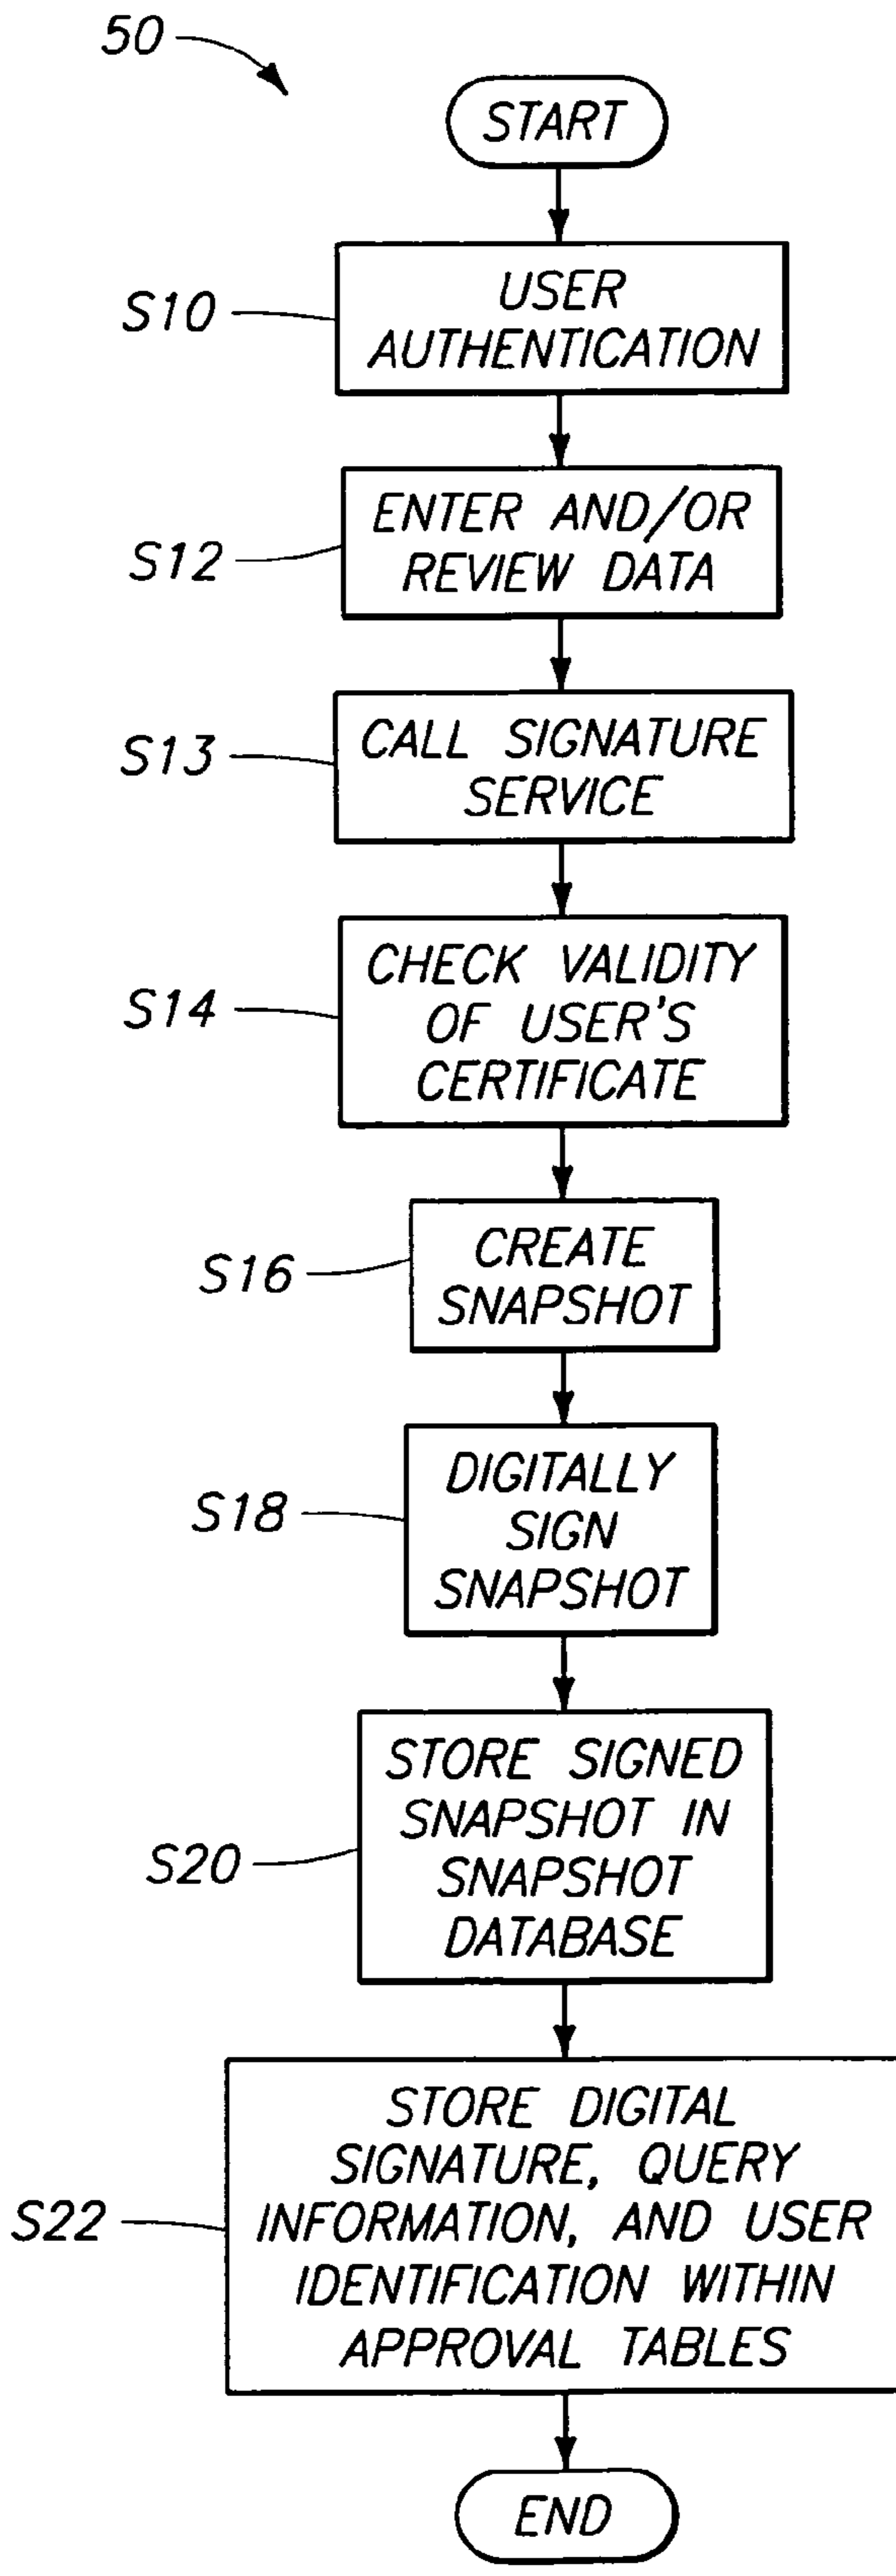 50
START
S10
USER
AUTHENTICATION
S12
ENTER AND/OR
REVIEW DATA
S13
CALL SIGNATURE
SERVICE
S14
CHECK VALIDITY
OF USER'S
CERTIFICATE
S16
CREATE
SNAPSHOT
S18
DIGITALLY
SIGN
SNAPSHOT
S20
STORE SIGNED
SNAPSHOT IN
SNAPSHOT
DATABASE
S22
STORE DIGITAL
SIGNATURE, QUERY
INFORMATION, AND USER
IDENTIFICATION WITHIN
APPROVAL TABLES
END